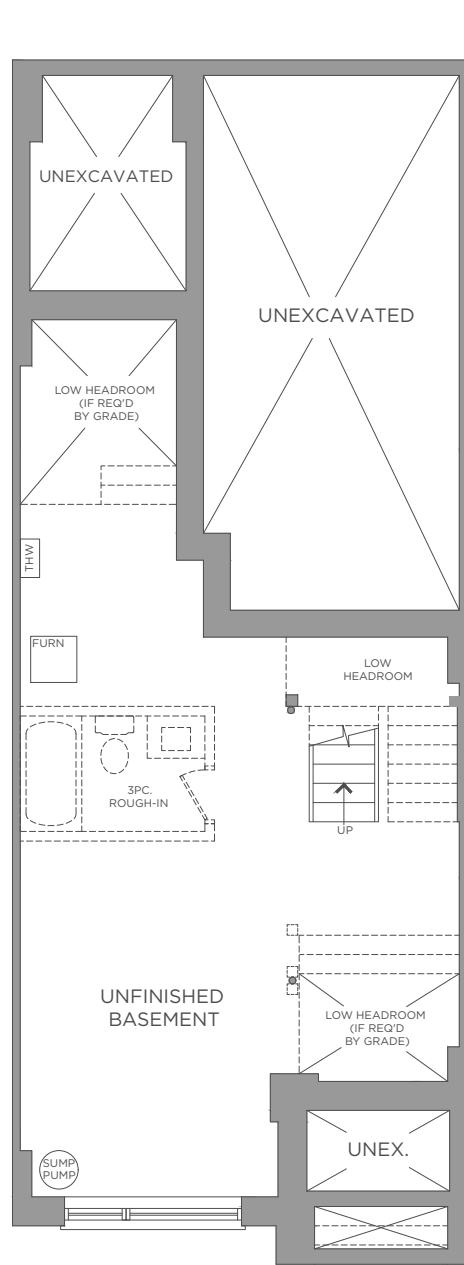 UNEXCAVATED
UNEXCAVATED
LOW HEADROOM
(IF REQ'D
BY GRADE)
THW
FURN
LOW
HEADROOM
3PC.
ROUGH-IN
UP
UNFINISHED
BASEMENT
LOW HEADROOM
(IF REQ'D
BY GRADE)
UNEX.
SUMP
PUMP